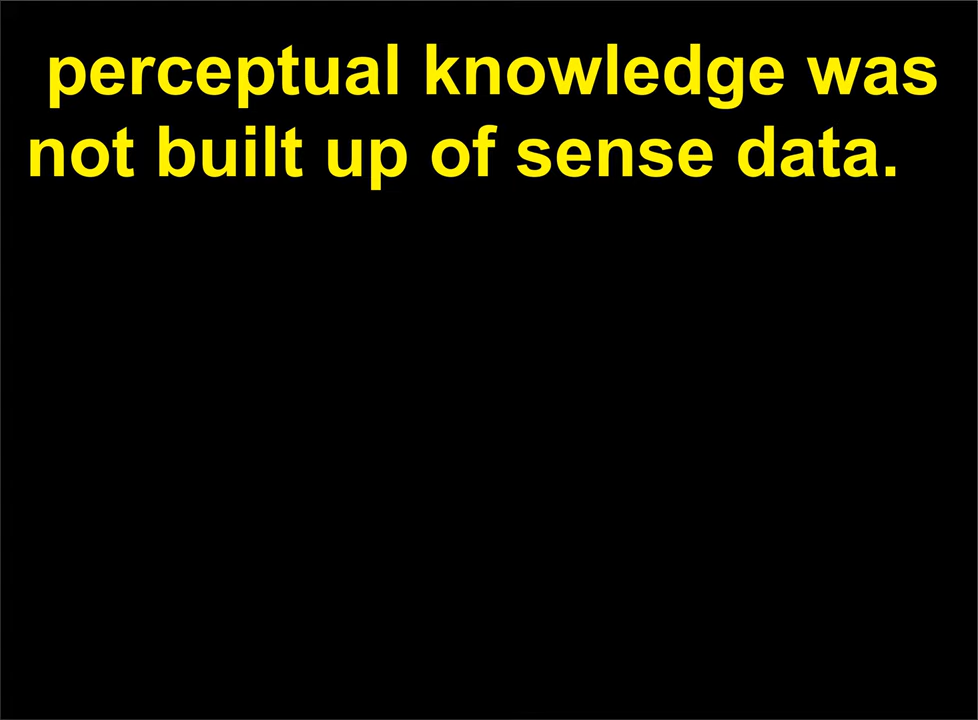 perceptual knowledge was
not built up of sense data.